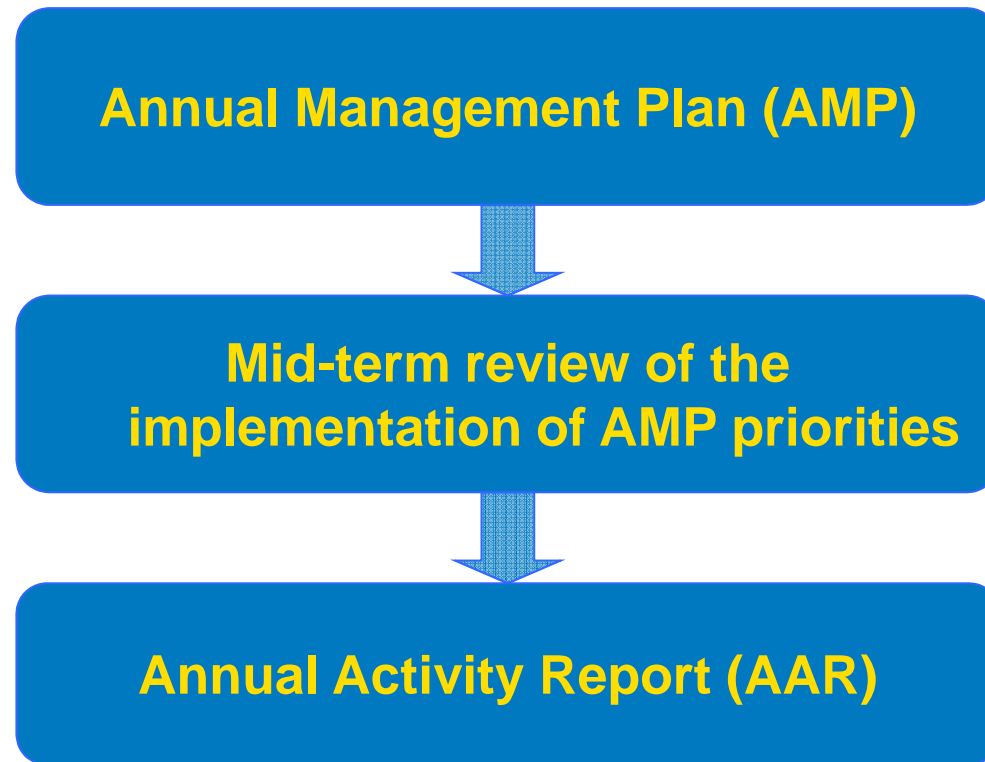 Annual Management Plan (AMP)
Mid-term review of the
implementation of AMP priorities
Annual Activity Report (AAR)